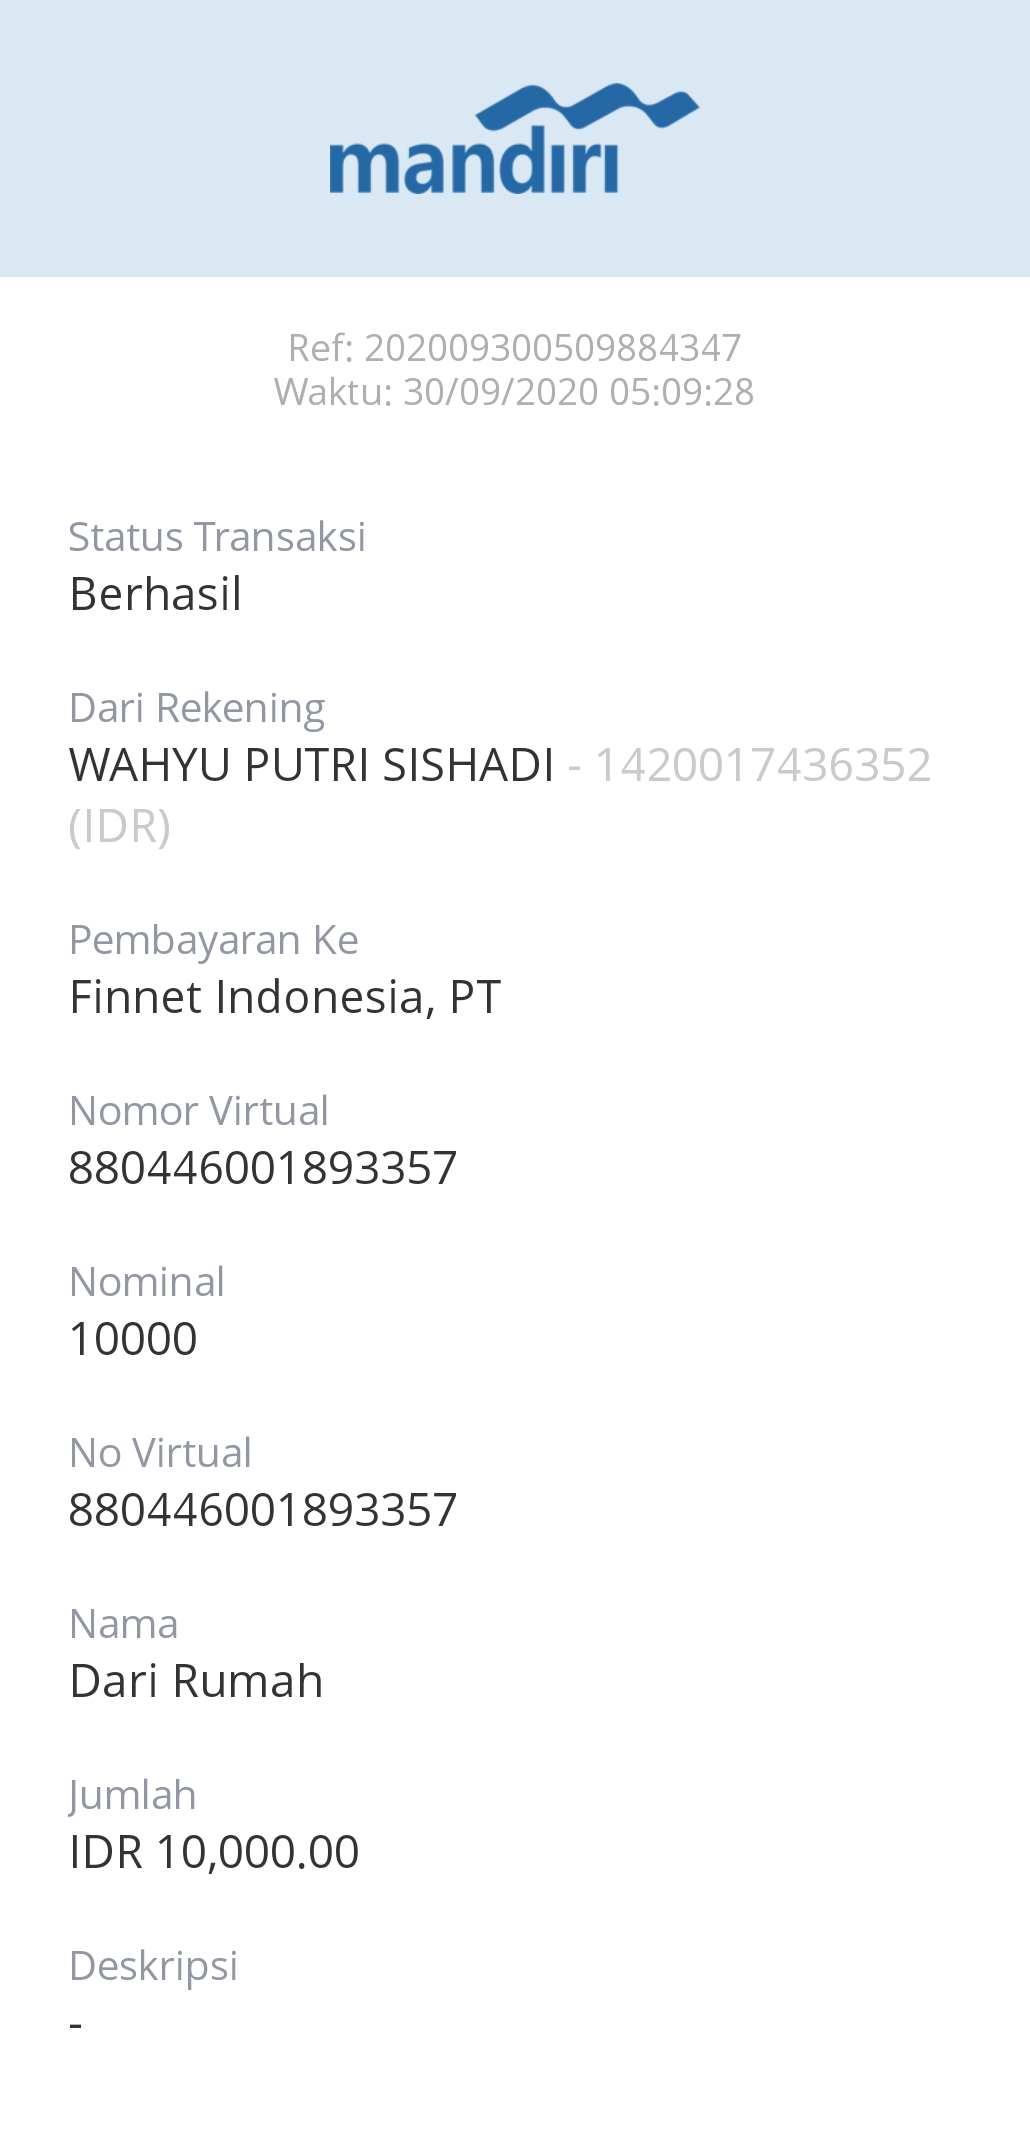 mandiri
Ref: 202009300509884347
Waktu: 30/09/2020 05:09:28
Status Transaksi
Berhasil
Dari Rekening
WAHYU PUTRI SISHADI - 1420017436352
(IDR)
Pembayaran Ke
Finnet Indonesia, PT
Nomor Virtual
880446001893357
Nominal
10000
No Virtual
880446001893357
Nama
Dari Rumah
Jumlah
IDR 10,000.00
Deskripsi
-